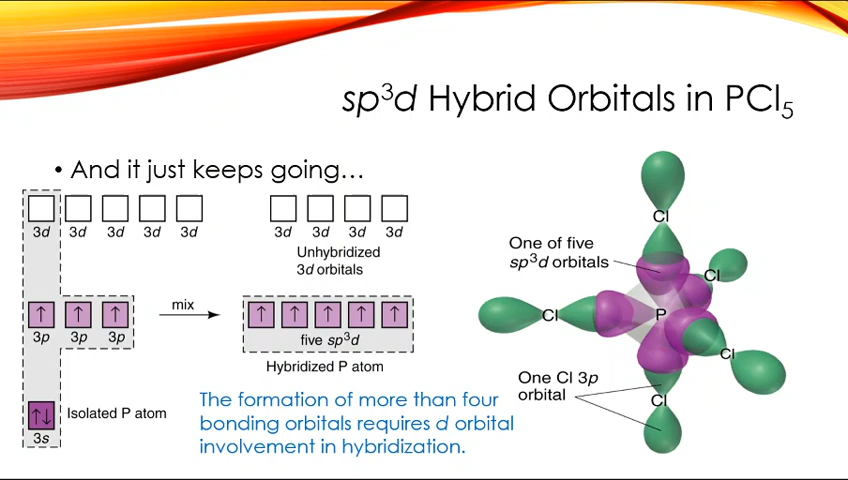 sp³d Hybrid Orbitals in PCl₅
• And it just keeps going…
3d 3d 3d 3d 3d
3d 3d 3d 3d
Unhybridized
3d orbitals
↑ ↑ ↑
3p 3p 3p
mix
↑ ↑ ↑ ↑ ↑
five sp³d
Hybridized P atom
↑↓
3s
Isolated P atom
The formation of more than four
bonding orbitals requires d orbital
involvement in hybridization.
One of five
sp³d orbitals
Cl
Cl
Cl
P
Cl
Cl
One Cl 3p
orbital